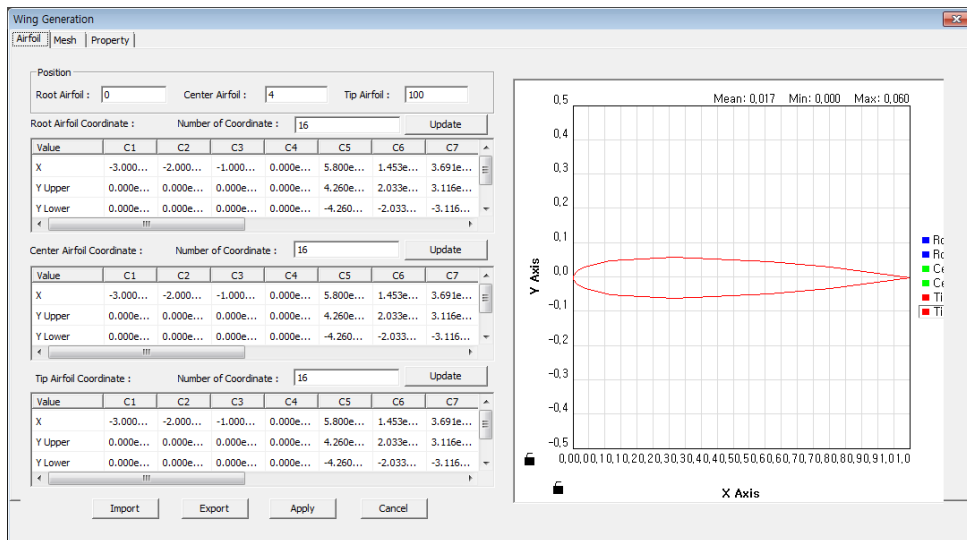 Wing Generation
Airfoil Mesh Property
Position
Root Airfoil : 0 Center Airfoil : 4 Tip Airfoil : 100
Root Airfoil Coordinate : Number of Coordinate : 16 Update
Value C1 C2 C3 C4 C5 C6 C7
X -3.000... -2.000... -1.000... 0.000e... 5.800e... 1.453e... 3.691e...
Y Upper 0.000e... 0.000e... 0.000e... 0.000e... 4.260e... 2.033e... 3.116e...
Y Lower 0.000e... 0.000e... 0.000e... 0.000e... -4.260... -2.033... -3.116...
Center Airfoil Coordinate : Number of Coordinate : 16 Update
Value C1 C2 C3 C4 C5 C6 C7
X -3.000... -2.000... -1.000... 0.000e... 5.800e... 1.453e... 3.691e...
Y Upper 0.000e... 0.000e... 0.000e... 0.000e... 4.260e... 2.033e... 3.116e...
Y Lower 0.000e... 0.000e... 0.000e... 0.000e... -4.260... -2.033... -3.116...
Tip Airfoil Coordinate : Number of Coordinate : 16 Update
Value C1 C2 C3 C4 C5 C6 C7
X -3.000... -2.000... -1.000... 0.000e... 5.800e... 1.453e... 3.691e...
Y Upper 0.000e... 0.000e... 0.000e... 0.000e... 4.260e... 2.033e... 3.116e...
Y Lower 0.000e... 0.000e... 0.000e... 0.000e... -4.260... -2.033... -3.116...
Import Export Apply Cancel
Mean: 0,017 Min: 0,000 Max: 0,060
0,5
0,4
0,3
0,2
0,1
0,0
-0,1
-0,2
-0,3
-0,4
-0,5
Y Axis
0,00,00,10,10,20,20,30,30,40,40,50,50,60,60,70,70,80,80,90,91,01,0
X Axis
Ro
Ro
Ce
Ce
Ti
Ti